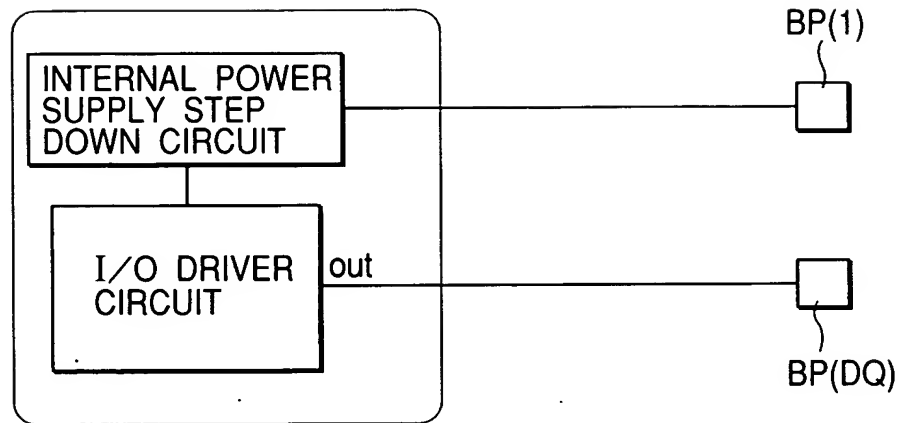 BP(1)
INTERNAL POWER
SUPPLY STEP
DOWN CIRCUIT
I/O DRIVER
CIRCUIT
out
BP(DQ)